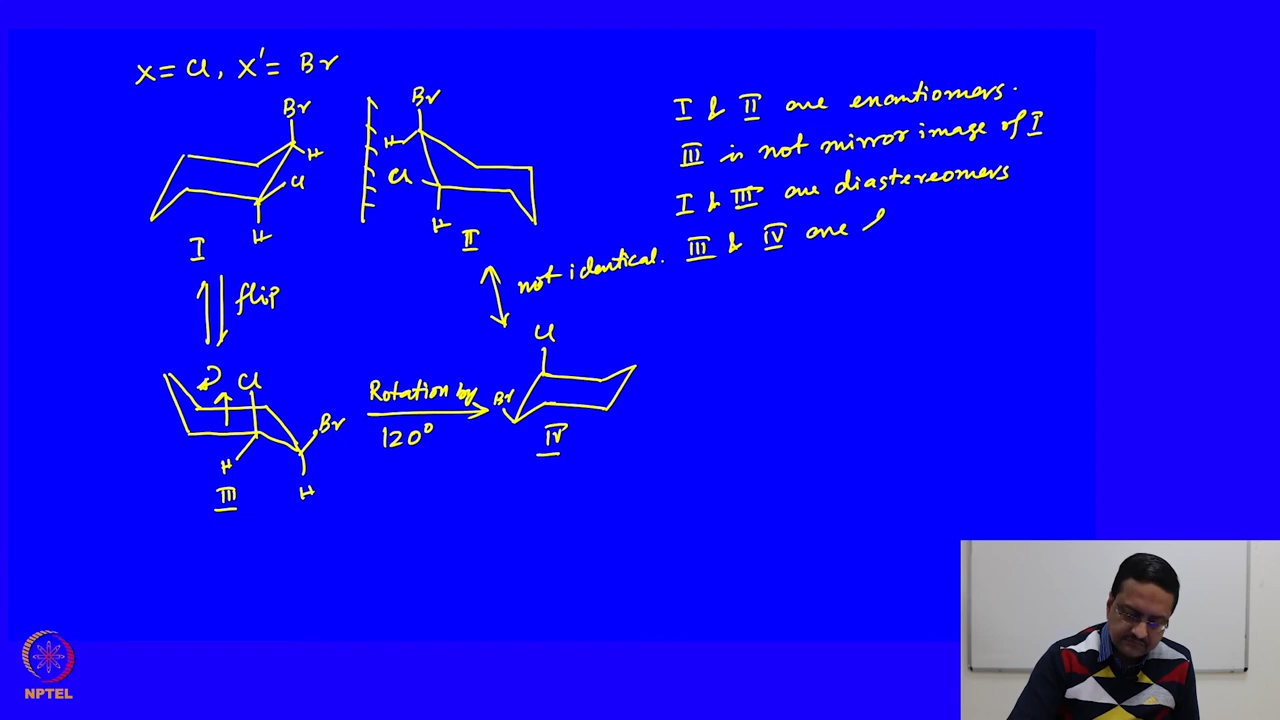 X = Cl, X' = Br
Br
H
Cl
H
I
Br
H
Cl
H
II
I & II are enantiomers.
III is not mirror image of I
I & III are diastereomers
not identical. III & IV are
flip
Cl
Br
H
H
III
Rotation by
120°
Cl
Br
IV
NPTEL